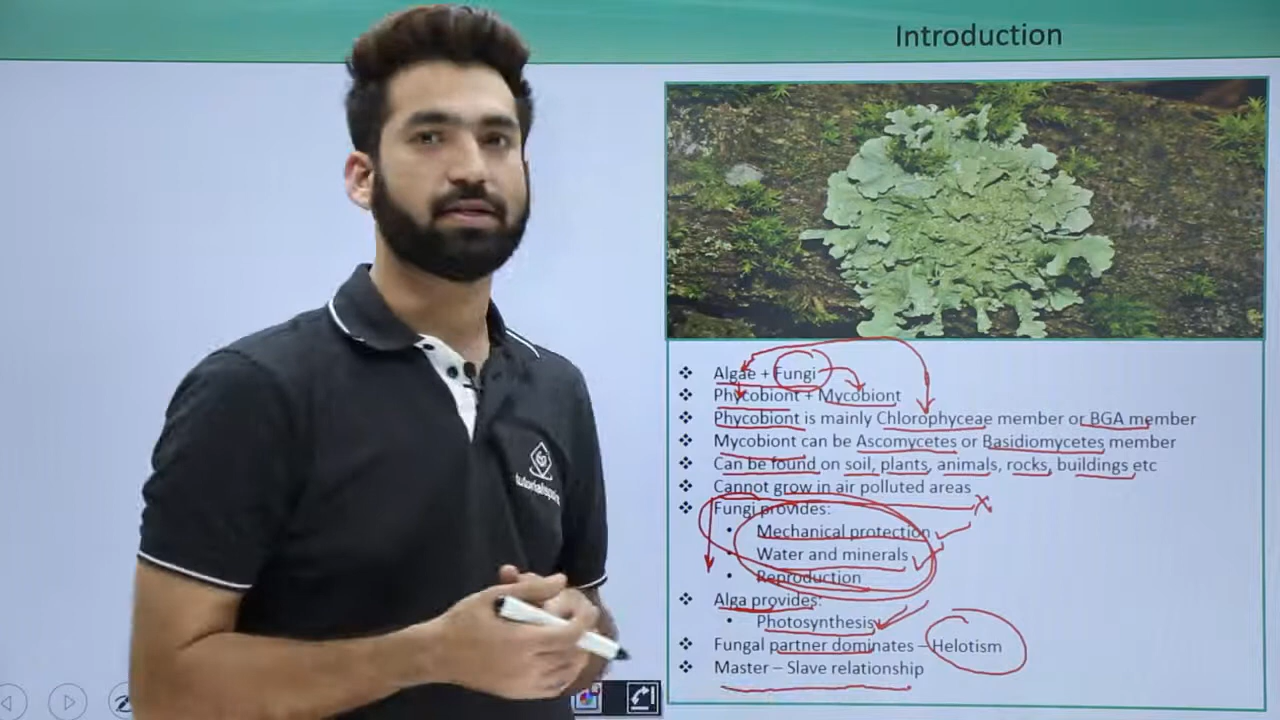 Introduction
Algae + Fungi
Phycobiont + Mycobiont
Phycobiont is mainly Chlorophyceae member or BGA member
Mycobiont can be Ascomycetes or Basidiomycetes member
Can be found on soil, plants, animals, rocks, buildings etc
Cannot grow in air polluted areas
Fungi provides:
Mechanical protection
Water and minerals
Reproduction
Alga provides:
Photosynthesis
Fungal partner dominates – Helotism
Master – Slave relationship